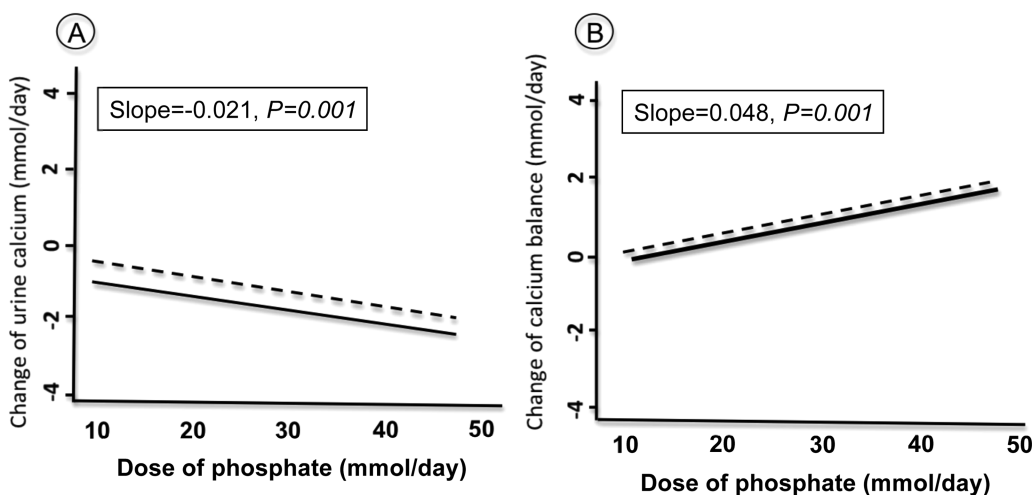 A
Slope=-0.021, P=0.001
Change of urine calcium (mmol/day)
4
2
0
-2
-4
10 20 30 40 50
Dose of phosphate (mmol/day)
B
Slope=0.048, P=0.001
Change of calcium balance (mmol/day)
4
2
0
-2
-4
10 20 30 40 50
Dose of phosphate (mmol/day)